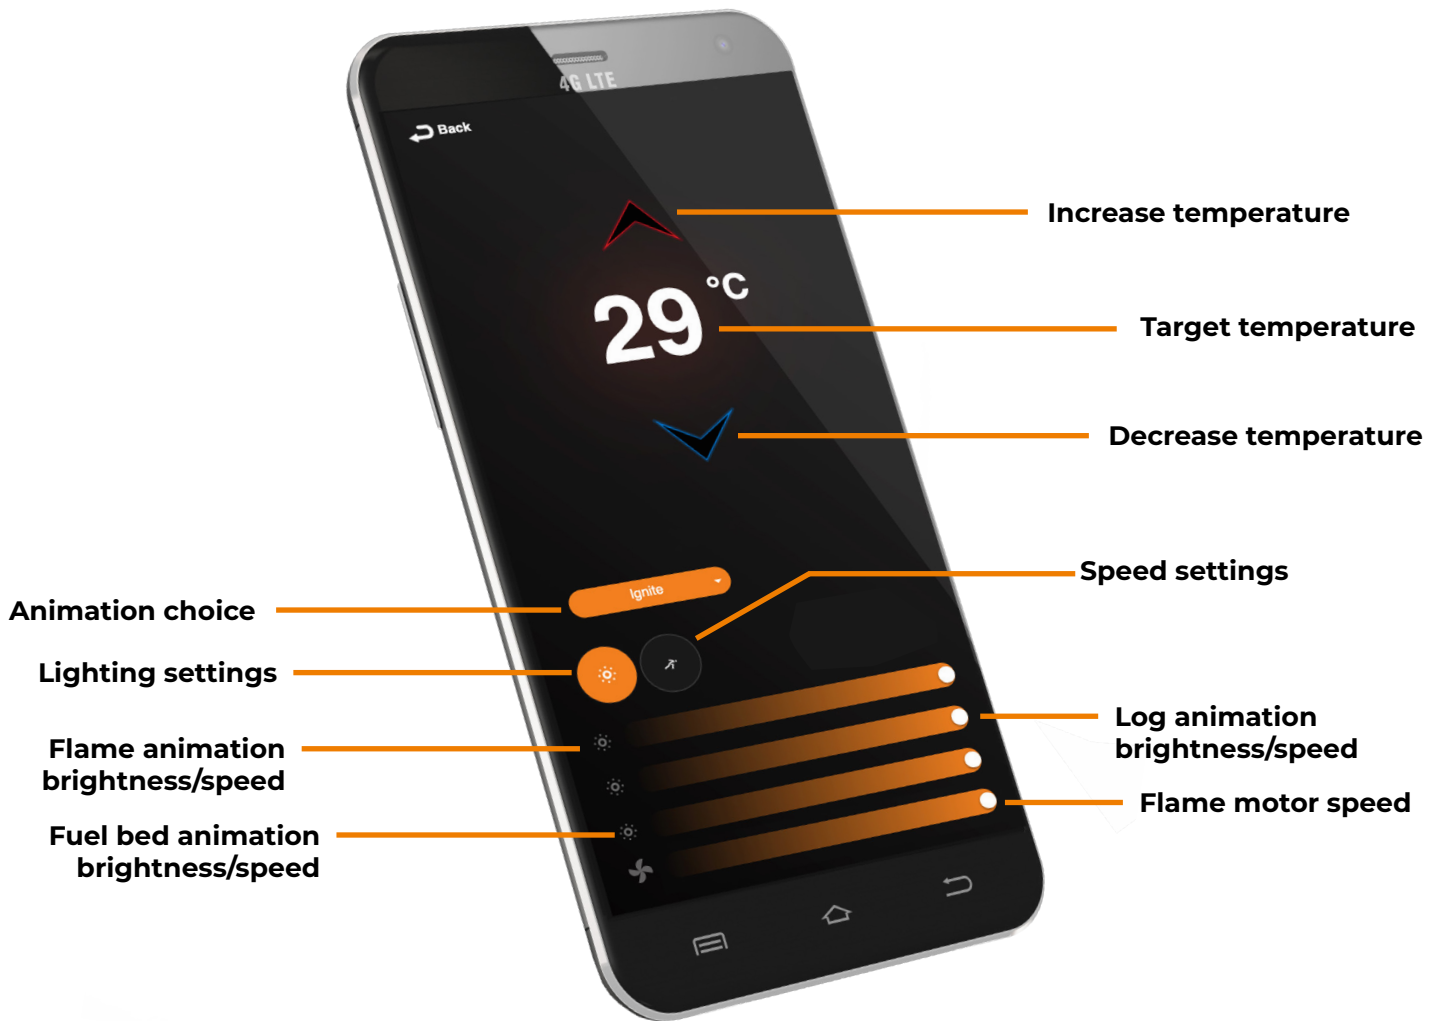 4G LTE
Back
Increase temperature
29 °C
Target temperature
Decrease temperature
Speed settings
Ignite
Animation choice
Lighting settings
Log animation
brightness/speed
Flame animation
brightness/speed
Flame motor speed
Fuel bed animation
brightness/speed